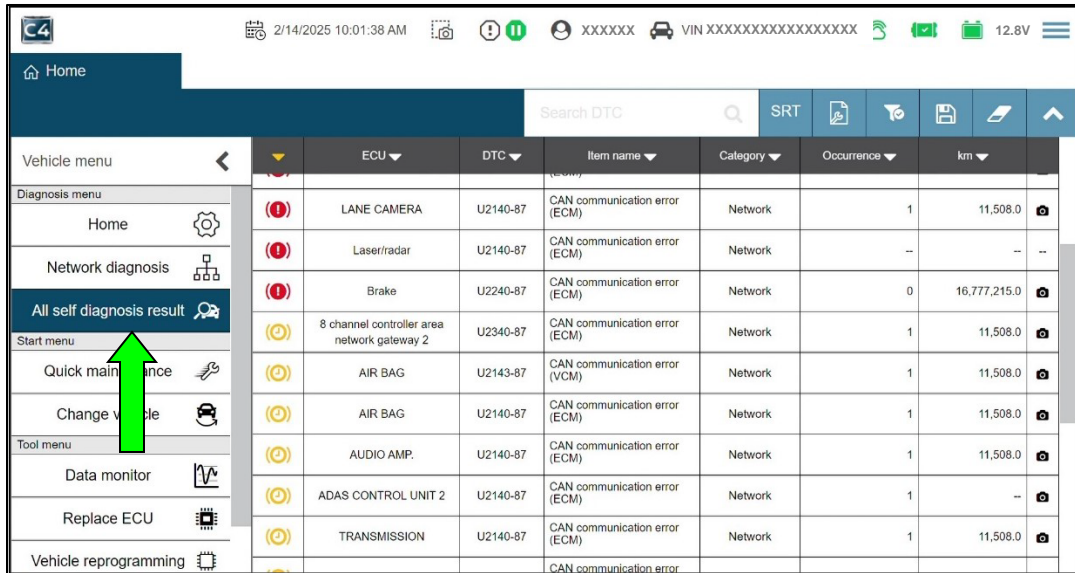 C4
2/14/2025 10:01:38 AM XXXXXX VIN XXXXXXXXXXXXXXXXX 12.8V
Home
Search DTC SRT
Vehicle menu
ECU DTC Item name Category Occurrence km
Diagnosis menu
Home
Network diagnosis
All self diagnosis result
Start menu
Quick
Change
Tool menu
Data monitor
Replace ECU
Vehicle reprogramming
LANE CAMERA U2140-87 CAN communication error (ECM) Network 1 11,508.0
Laser/radar U2140-87 CAN communication error (ECM) Network -- -- --
Brake U2240-87 CAN communication error (ECM) Network 0 16,777,215.0
8 channel controller area network gateway 2 U2340-87 CAN communication error (ECM) Network 1 11,508.0
AIR BAG U2143-87 CAN communication error (VCM) Network 1 11,508.0
AIR BAG U2140-87 CAN communication error (ECM) Network 1 11,508.0
AUDIO AMP. U2140-87 CAN communication error (ECM) Network 1 11,508.0
ADAS CONTROL UNIT 2 U2140-87 CAN communication error (ECM) Network 1 --
TRANSMISSION U2140-87 CAN communication error (ECM) Network 1 11,508.0
CAN communication error